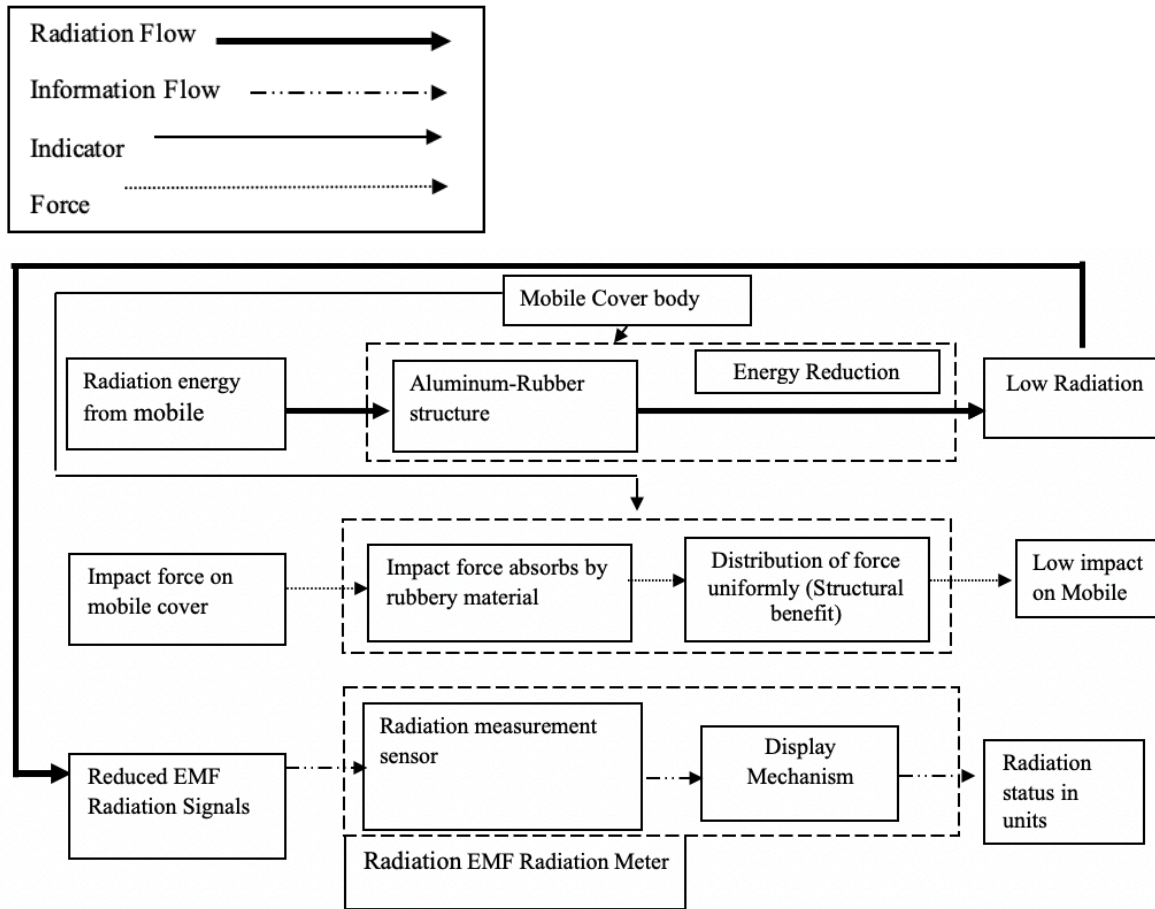 Radiation Flow
Information Flow
Indicator
Force
Mobile Cover body
Radiation energy
from mobile
Aluminum-Rubber
structure
Energy Reduction
Low Radiation
Impact force on
mobile cover
Impact force absorbs by
rubbery material
Distribution of force
uniformly (Structural
benefit)
Low impact
on Mobile
Reduced EMF
Radiation Signals
Radiation measurement
sensor
Display
Mechanism
Radiation
status in
units
Radiation EMF Radiation Meter